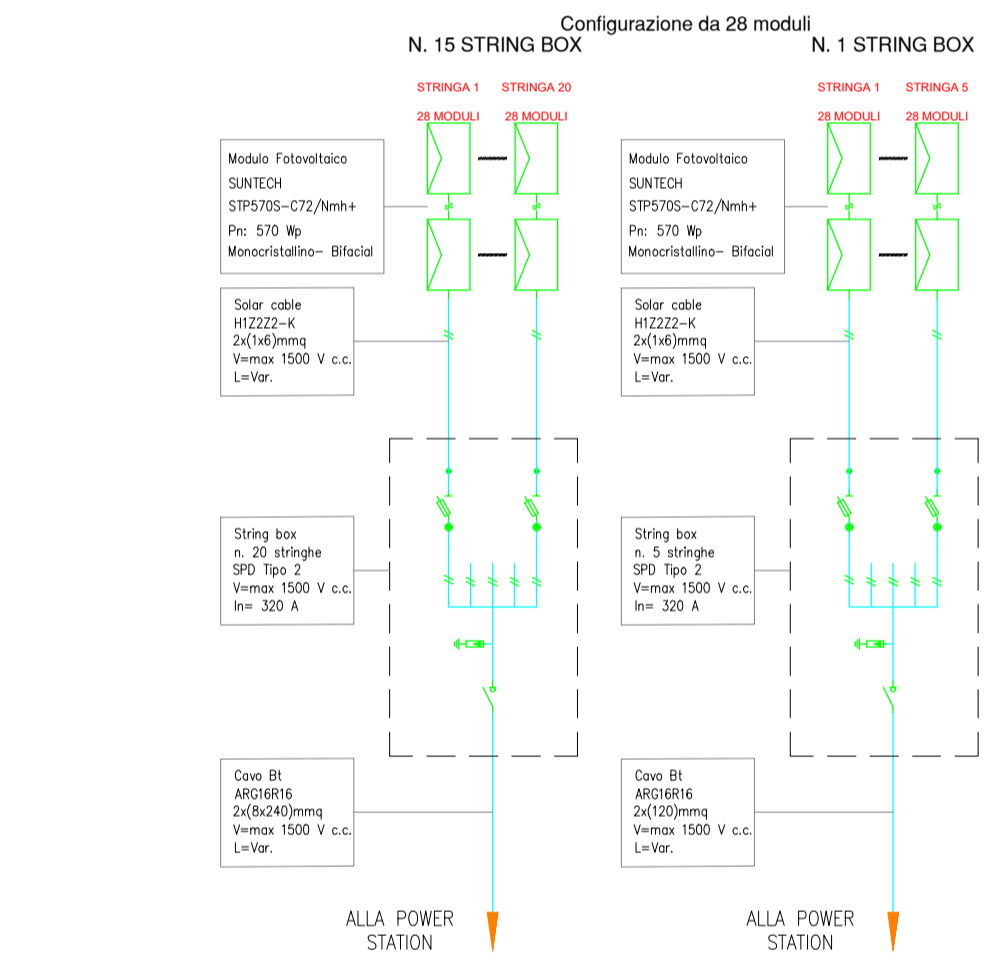 Configurazione da 28 moduli
N. 15 STRING BOX
N. 1 STRING BOX
STRINGA 1
STRINGA 20
28 MODULI
28 MODULI
Modulo Fotovoltaico
SUNTECH
STP570S-C72/Nmh+
Pn: 570 Wp
Monocristallino- Bifacial
Solar cable
H1Z2Z2-K
2x(1x6)mmq
V=max 1500 V c.c.
L=Var.
String box
n. 20 stringhe
SPD Tipo 2
V=max 1500 V c.c.
In= 320 A
Cavo Bt
ARG16R16
2x(8x240)mmq
V=max 1500 V c.c.
L=Var.
ALLA POWER
STATION
STRINGA 1
STRINGA 5
28 MODULI
28 MODULI
Modulo Fotovoltaico
SUNTECH
STP570S-C72/Nmh+
Pn: 570 Wp
Monocristallino- Bifacial
Solar cable
H1Z2Z2-K
2x(1x6)mmq
V=max 1500 V c.c.
L=Var.
String box
n. 5 stringhe
SPD Tipo 2
V=max 1500 V c.c.
In= 320 A
Cavo Bt
ARG16R16
2x(120)mmq
V=max 1500 V c.c.
L=Var.
ALLA POWER
STATION